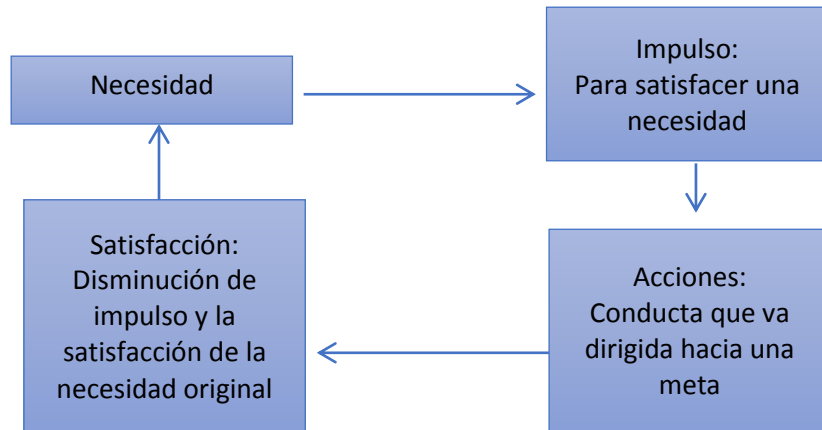 Necesidad
Impulso:
Para satisfacer una
necesidad
Acciones:
Conducta que va
dirigida hacia una
meta
Satisfacción:
Disminución de
impulso y la
satisfacción de la
necesidad original